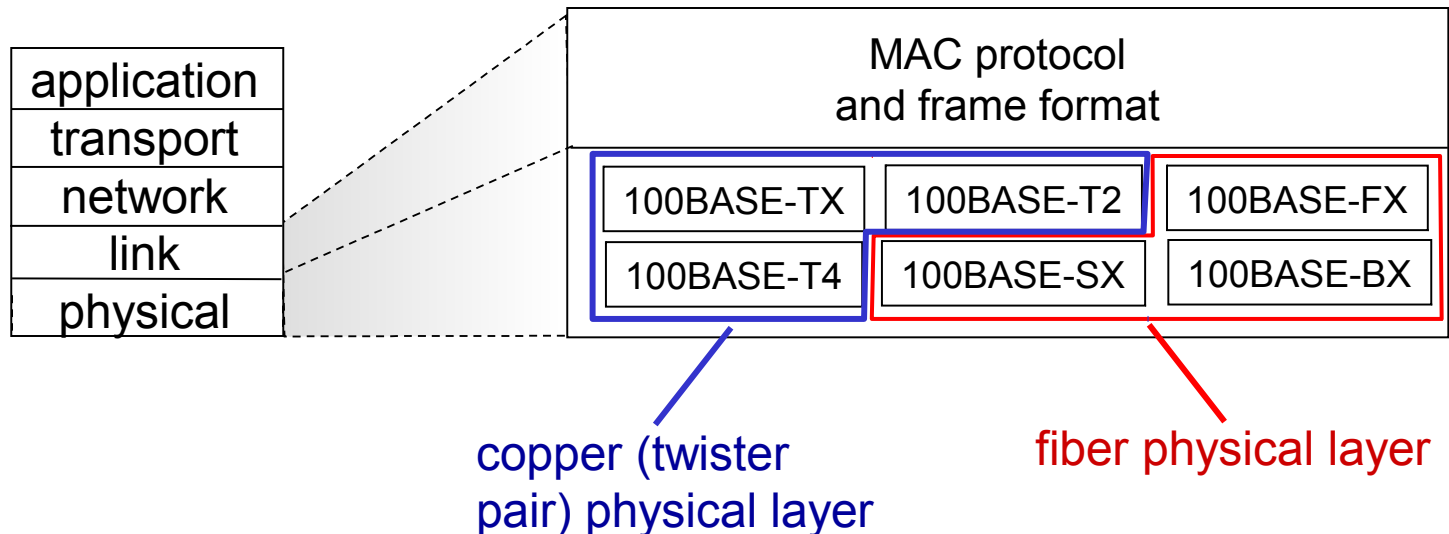 application
transport
network
link
physical
MAC protocol
and frame format
100BASE-TX
100BASE-T2
100BASE-FX
100BASE-T4
100BASE-SX
100BASE-BX
copper (twister
pair) physical layer
fiber physical layer